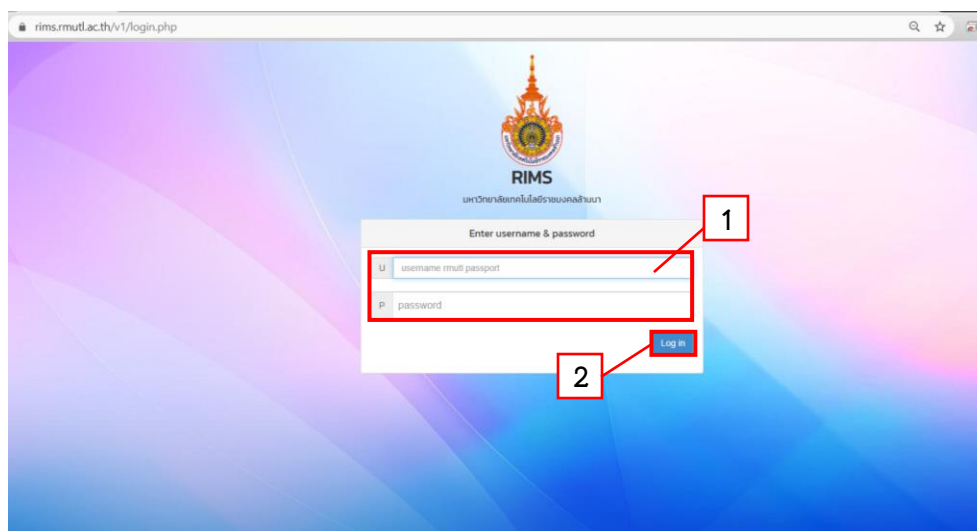 rims.rmutl.ac.th/v1/login.php
RIMS
มหาวิทยาลัยเทคโนโลยีราชมงคลล้านนา
Enter username & password
1
U username rmutl passport
P password
Log in
2